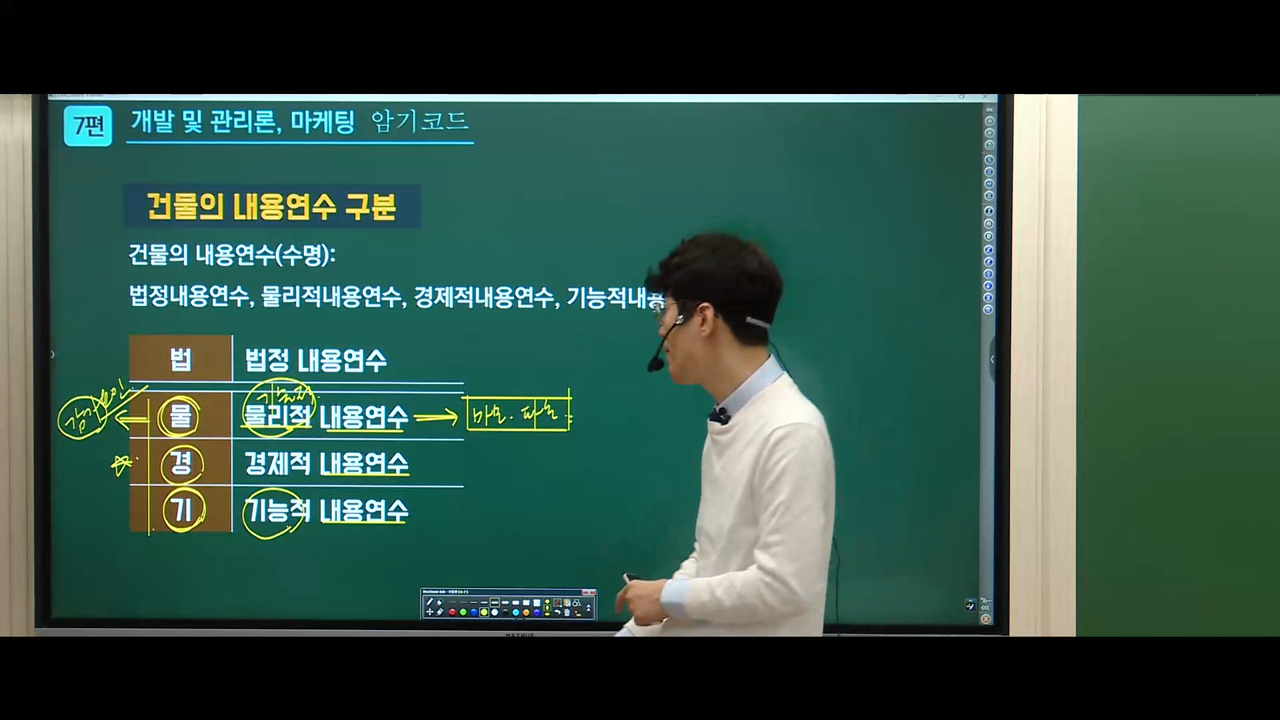 7편 개발 및 관리론, 마케팅 암기코드
건물의 내용연수 구분
건물의 내용연수(수명):
법정내용연수, 물리적내용연수, 경제적내용연수, 기능적내용
법 법정 내용연수
물 물리적 내용연수 마모. 파손
경 경제적 내용연수
기 기능적 내용연수